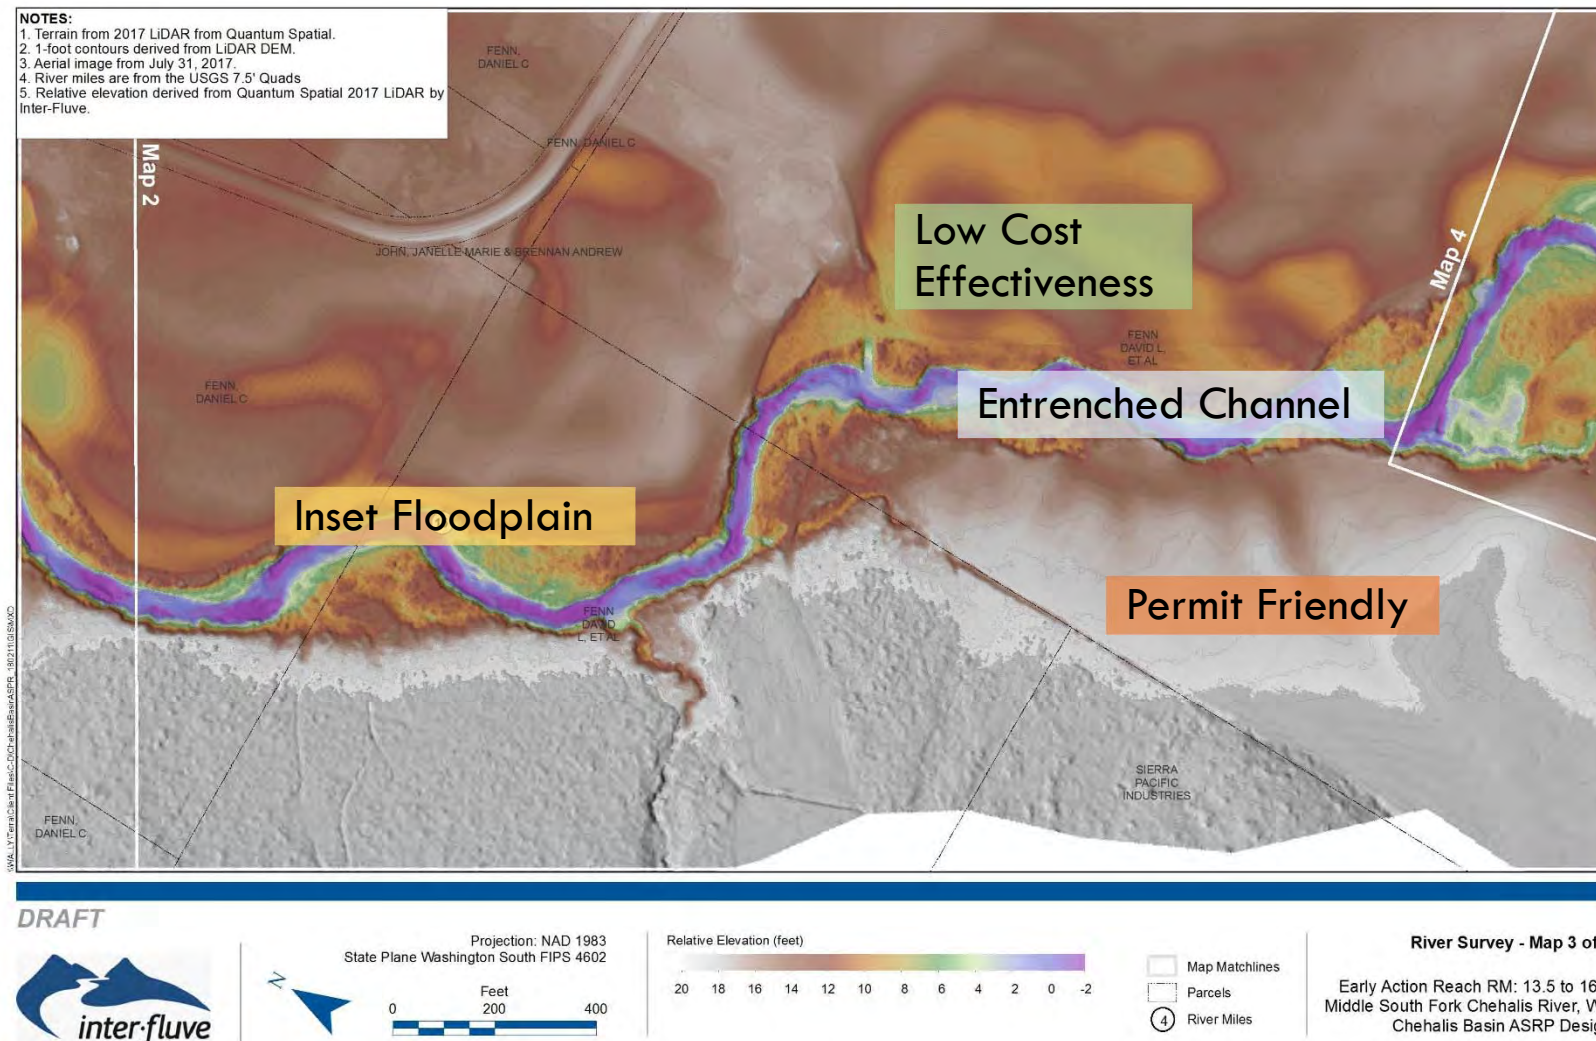 NOTES:
1. Terrain from 2017 LiDAR from Quantum Spatial.
2. 1-foot contours derived from LiDAR DEM.
3. Aerial image from July 31, 2017.
4. River miles are from the USGS 7.5' Quads
5. Relative elevation derived from Quantum Spatial 2017 LiDAR by
Inter-Fluve.
FENN,
DANIEL C
FENN, DANIEL C
Map 2
JOHN, JANELLE MARIE & BRENNAN ANDREW
Low Cost
Effectiveness
Map 4
FENN
DAVID L,
ET AL
FENN,
DANIEL C
Entrenched Channel
Inset Floodplain
Permit Friendly
FENN
DAVID
L, ET AL
SIERRA
PACIFIC
INDUSTRIES
FENN,
DANIEL C
DRAFT
inter·fluve
Projection: NAD 1983
State Plane Washington South FIPS 4602
N
Feet
0 200 400
Relative Elevation (feet)
20 18 16 14 12 10 8 6 4 2 0 -2
Map Matchlines
Parcels
4 River Miles
River Survey - Map 3 of
Early Action Reach RM: 13.5 to 16
Middle South Fork Chehalis River, W
Chehalis Basin ASRP Desig